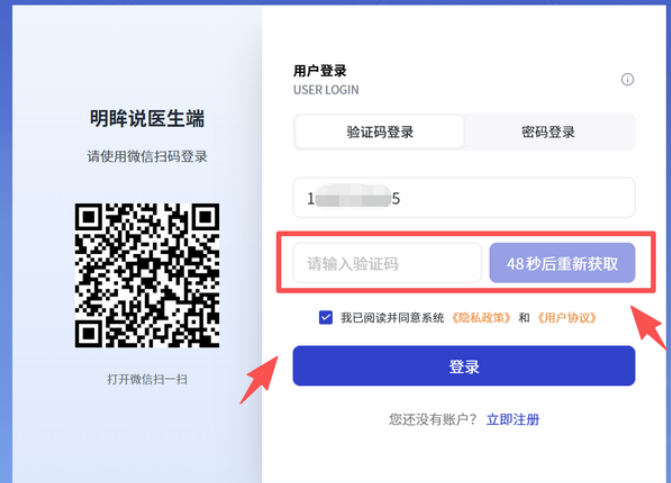 明眸说医生端
请使用微信扫码登录
打开微信扫一扫
用户登录
USER LOGIN
验证码登录 密码登录
1 5
请输入验证码 48秒后重新获取
我已阅读并同意系统 《隐私政策》 和 《用户协议》
登录
您还没有账户? 立即注册